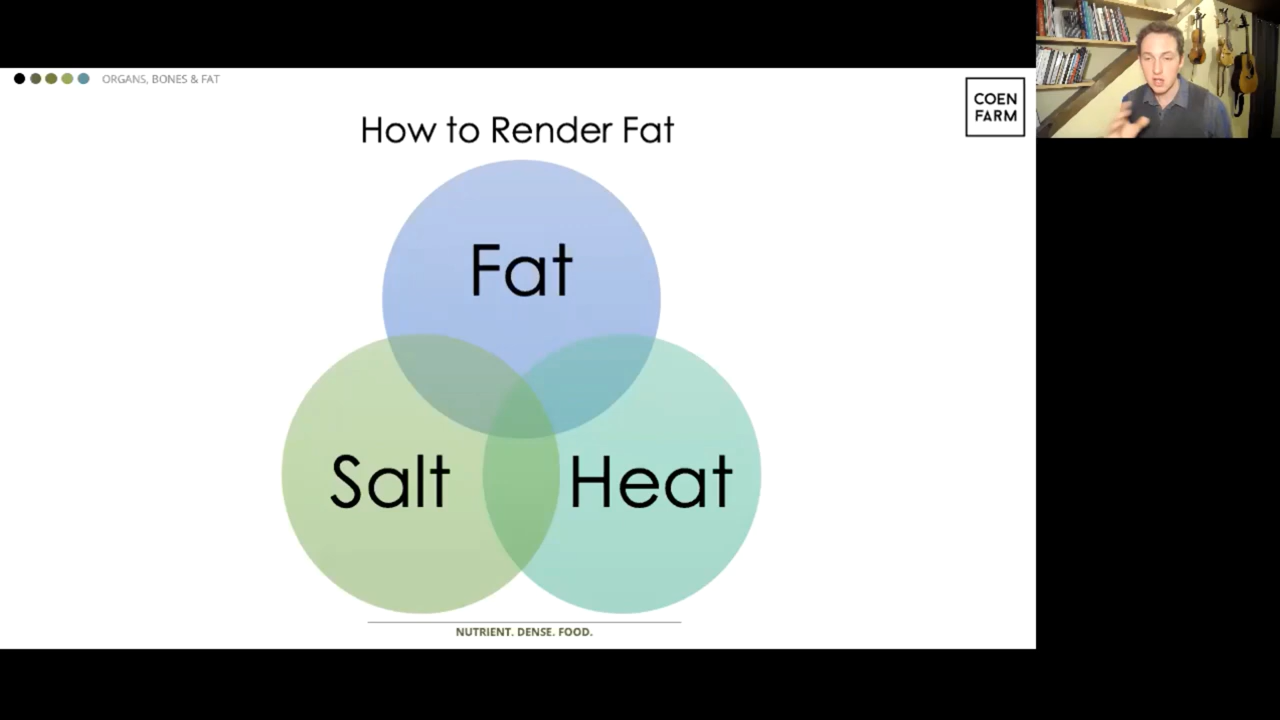 ORGANS, BONES & FAT
COEN
FARM
How to Render Fat
Fat
Salt
Heat
NUTRIENT. DENSE. FOOD.